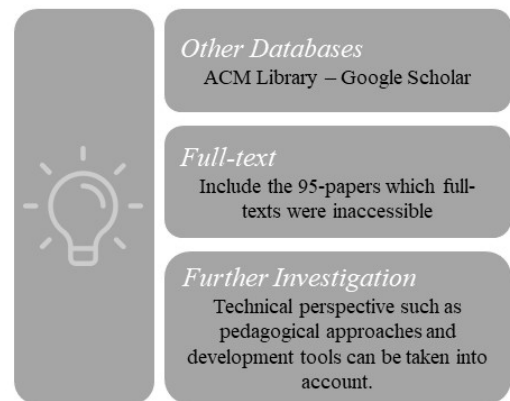 Other Databases
ACM Library – Google Scholar
Full-text
Include the 95-papers which full-
texts were inaccessible
Further Investigation
Technical perspective such as
pedagogical approaches and
development tools can be taken into
account.